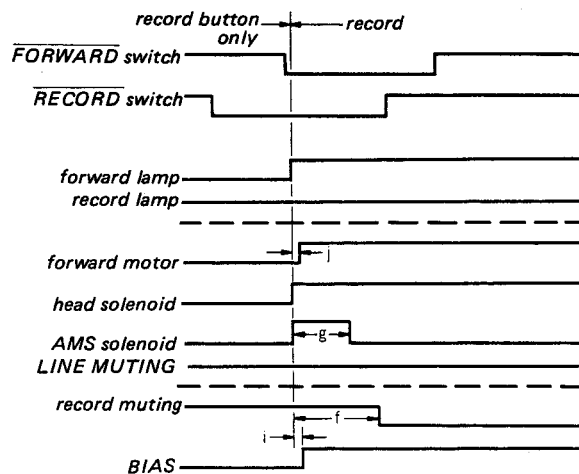 record button only
record
FORWARD switch
RECORD switch
forward lamp
record lamp
forward motor
j
head solenoid
AMS solenoid
g
LINE MUTING
record muting
f
i
BIAS